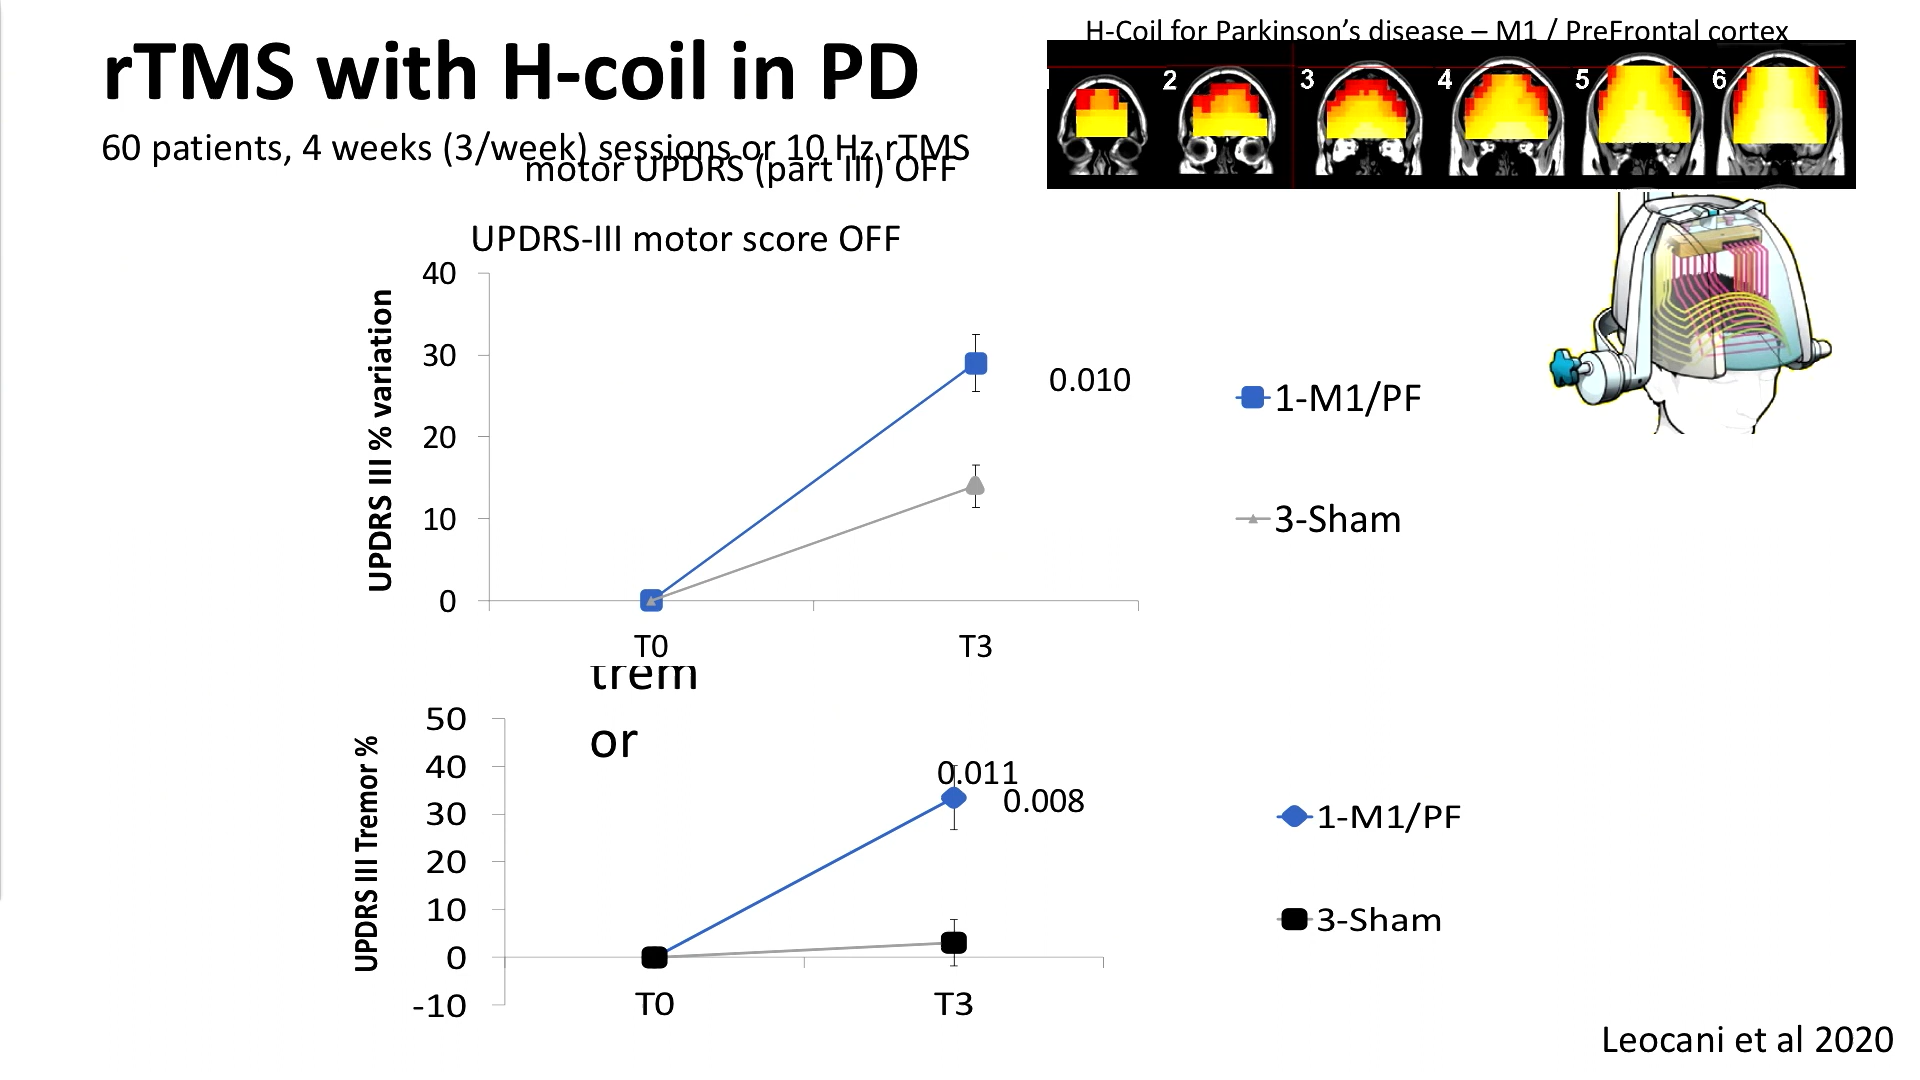 rTMS with H-coil in PD
60 patients, 4 weeks (3/week) sessions or 10 Hz rTMS
motor UPDRS (part III) OFF
H-Coil for Parkinson’s disease – M1 / PreFrontal cortex
2 3 4 5 6
UPDRS-III motor score OFF
UPDRS III % variation
40
30
20
10
0
T0 T3
0.010
1-M1/PF
3-Sham
trem
or
UPDRS III Tremor %
50
40
30
20
10
0
-10
T0 T3
0.011
0.008
1-M1/PF
3-Sham
Leocani et al 2020